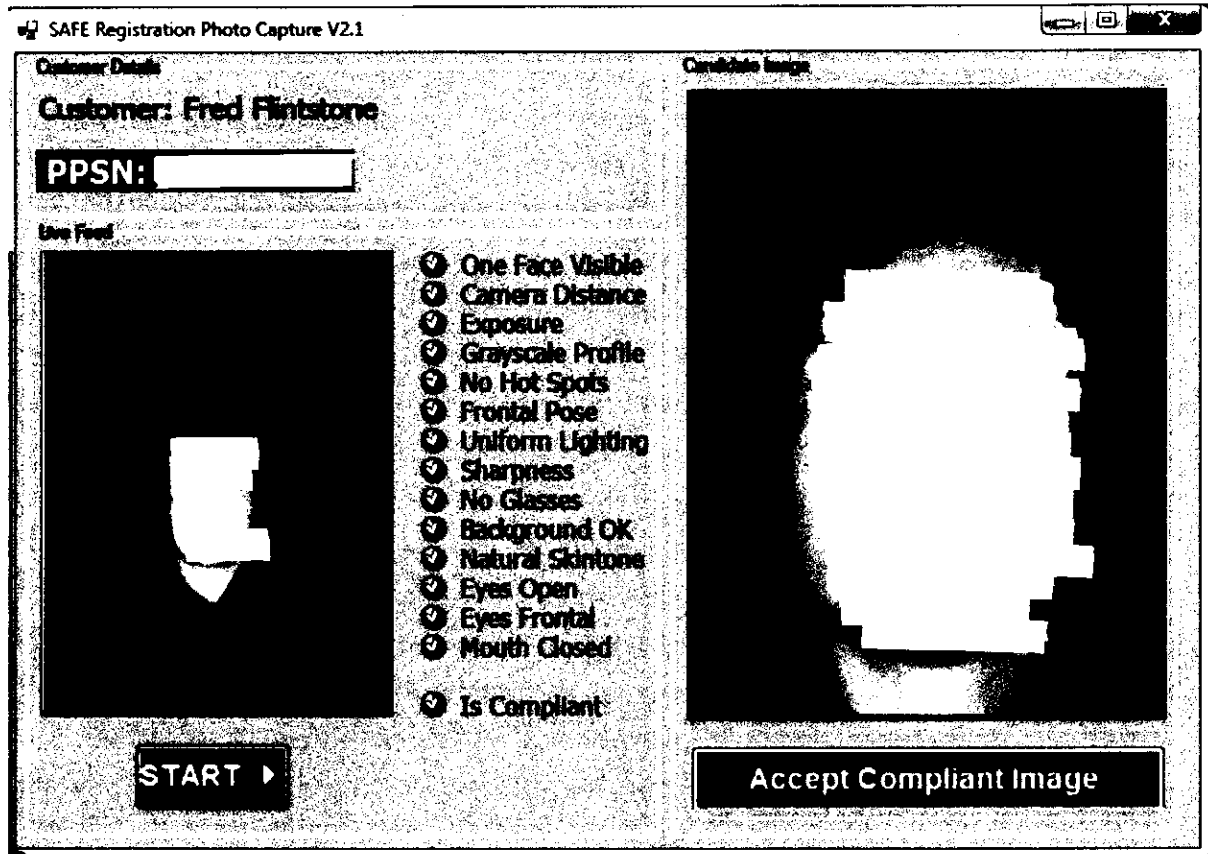 SAFE Registration Photo Capture V2.1
Customer Details
Customer: Fred Flintstone
PPSN:
Live Feed
One Face Visible
Camera Distance
Exposure
Grayscale Profile
No Hot Spots
Frontal Pose
Uniform Lighting
Sharpness
No Glasses
Background OK
Natural Skintone
Eyes Open
Eyes Frontal
Mouth Closed
Is Compliant
START
Candidate Image
Accept Compliant Image